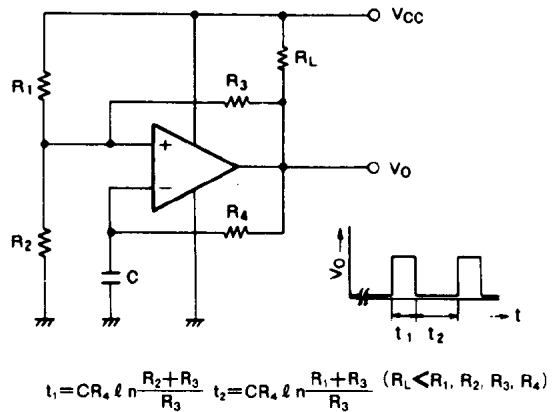 VCC
RL
R1
R3
+
−
VO
R4
R2
C
VO
t
t1 t2
t1=CR4 ℓn R2+R3/R3 t2=CR4 ℓn R1+R3/R3 (RL<R1, R2, R3, R4)